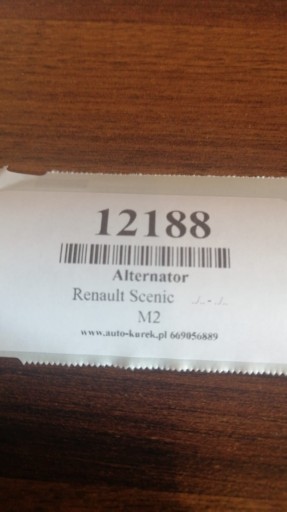 12188
Alternator
Renault Scenic ./.. - ./..
M2
www.auto-kurek.pl 669056889